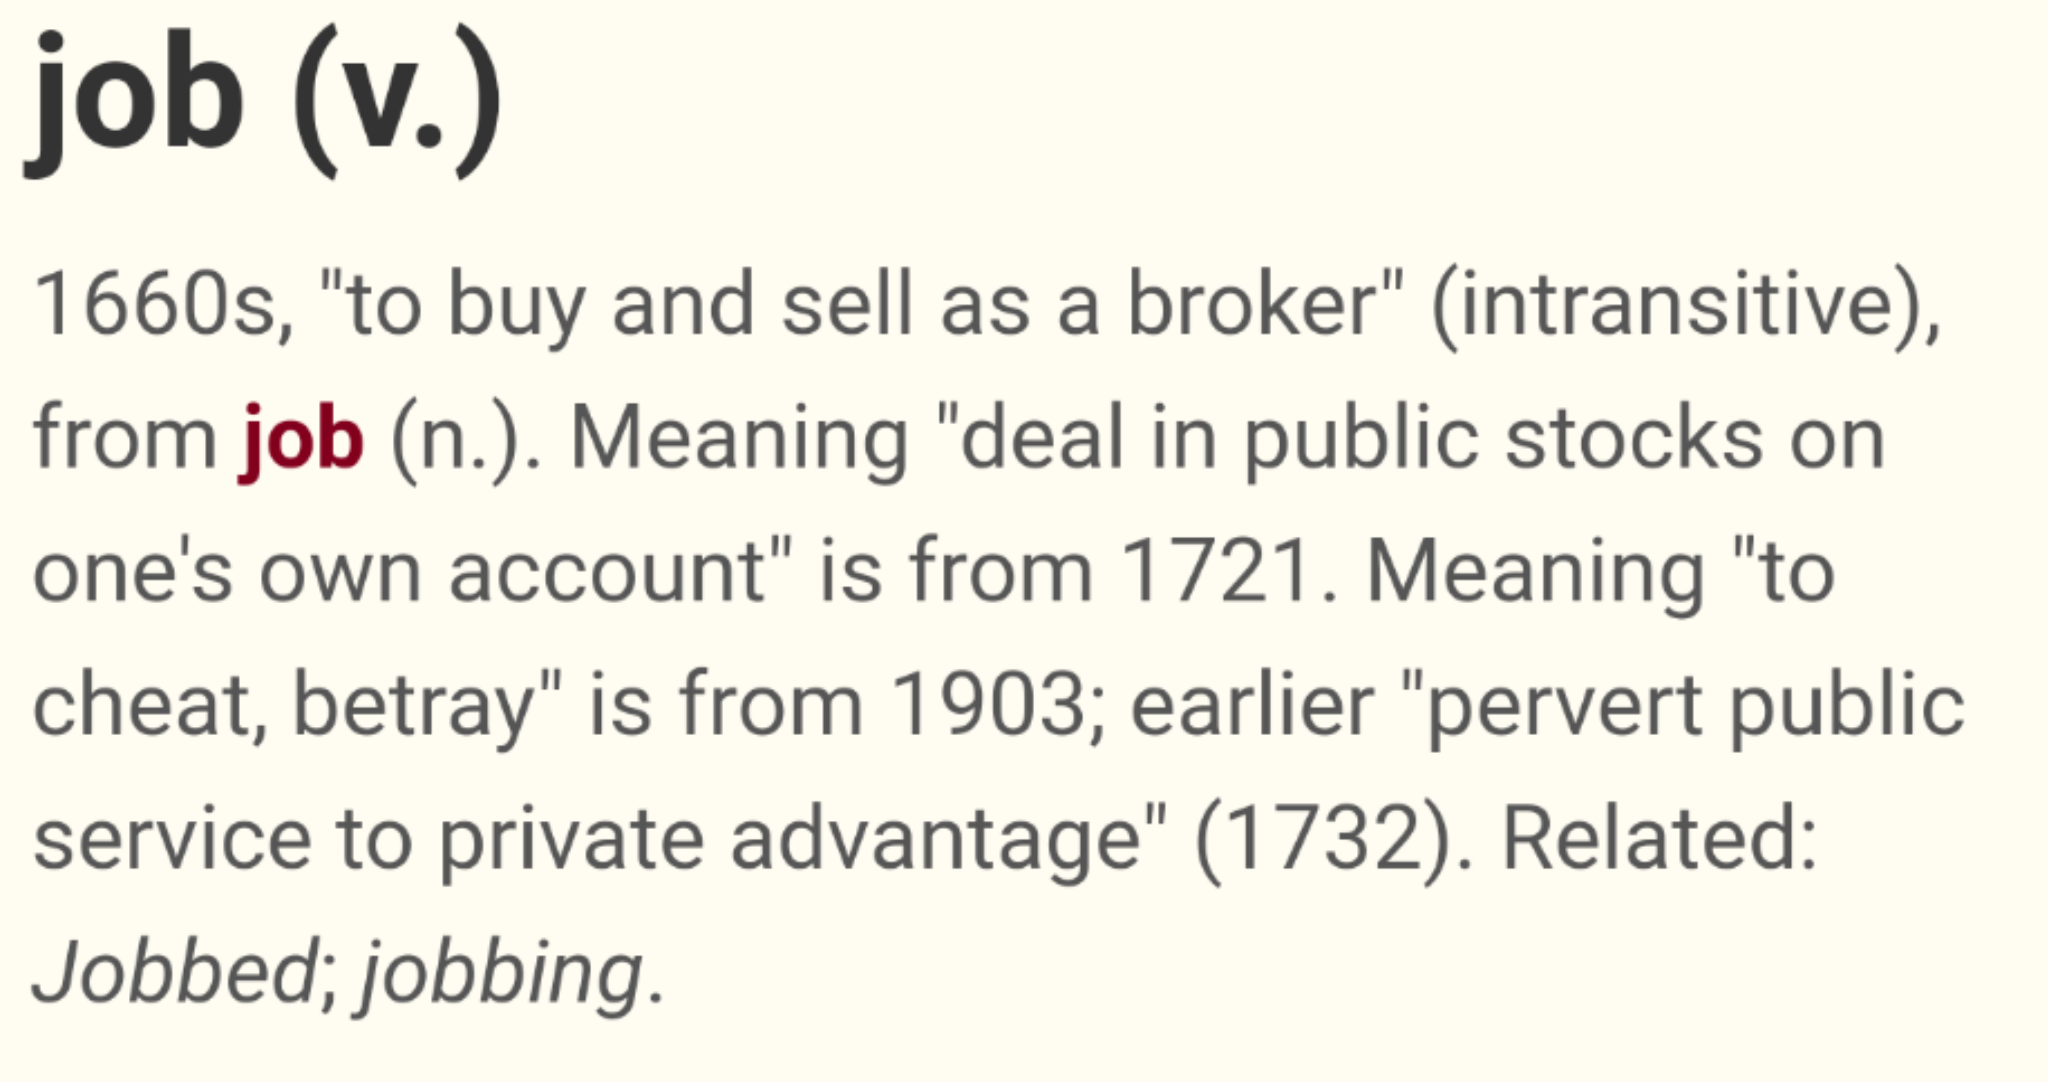 job (v.)
1660s, "to buy and sell as a broker" (intransitive),
from job (n.). Meaning "deal in public stocks on
one's own account" is from 1721. Meaning "to
cheat, betray" is from 1903; earlier "pervert public
service to private advantage" (1732). Related:
Jobbed; jobbing.